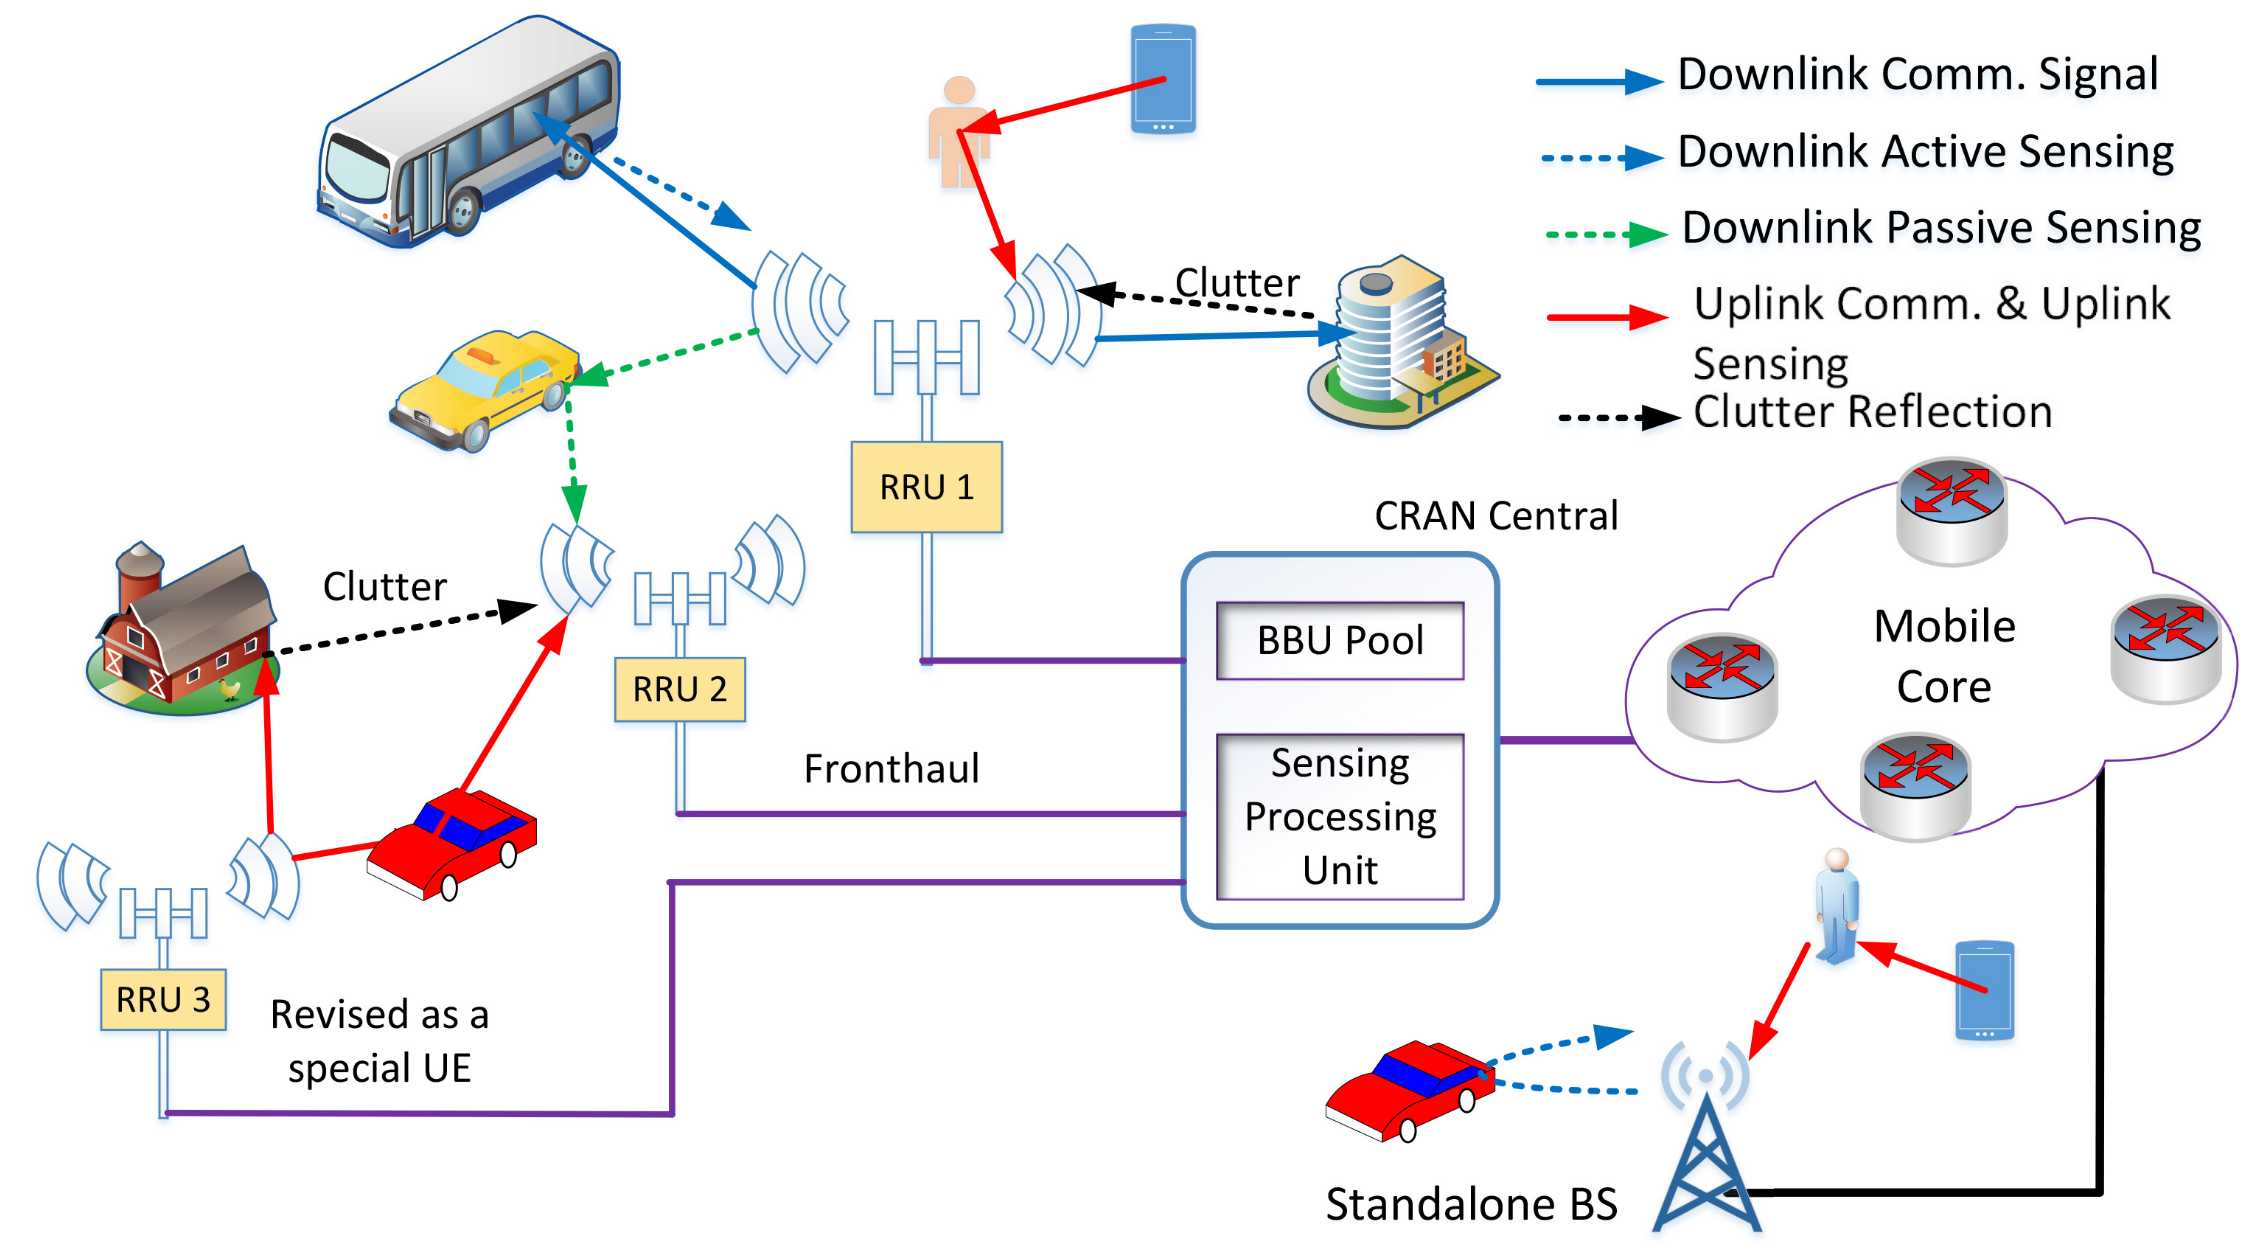 Downlink Comm. Signal
Downlink Active Sensing
Downlink Passive Sensing
Uplink Comm. & Uplink
Sensing
Clutter Reflection
Clutter
RRU 1
CRAN Central
Clutter
BBU Pool
Mobile
Core
RRU 2
Fronthaul
Sensing
Processing
Unit
RRU 3
Revised as a
special UE
Standalone BS